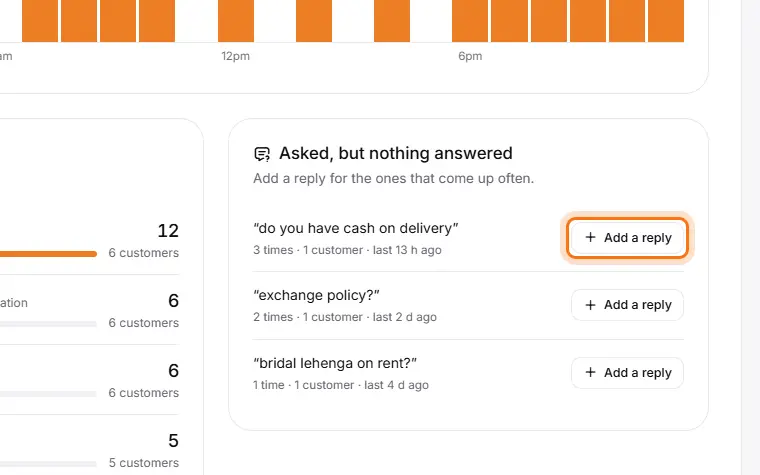 am 12pm 6pm
12
6 customers
ation 6
6 customers
6
6 customers
5
5 customers
Asked, but nothing answered
Add a reply for the ones that come up often.
“do you have cash on delivery”
3 times · 1 customer · last 13 h ago
+ Add a reply
“exchange policy?”
2 times · 1 customer · last 2 d ago
+ Add a reply
“bridal lehenga on rent?”
1 time · 1 customer · last 4 d ago
+ Add a reply